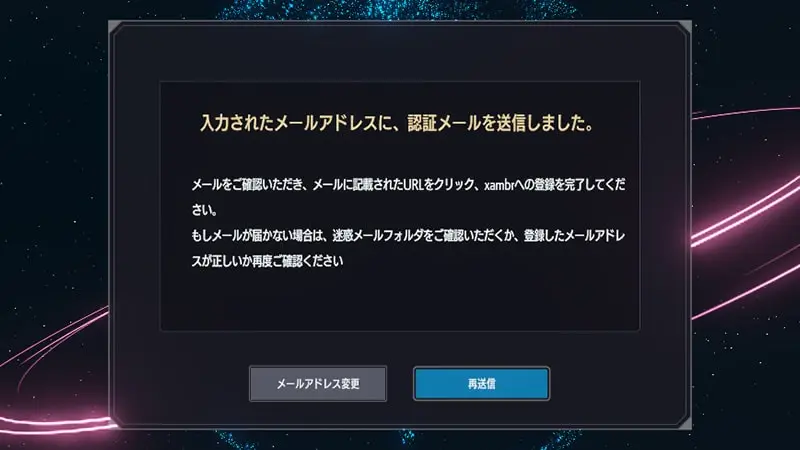 入力されたメールアドレスに、認証メールを送信しました。
メールをご確認いただき、メールに記載されたURLをクリック、xambrへの登録を完了してくだ
さい。
もしメールが届かない場合は、迷惑メールフォルダをご確認いただくか、登録したメールアドレ
スが正しいか再度ご確認ください
メールアドレス変更
再送信